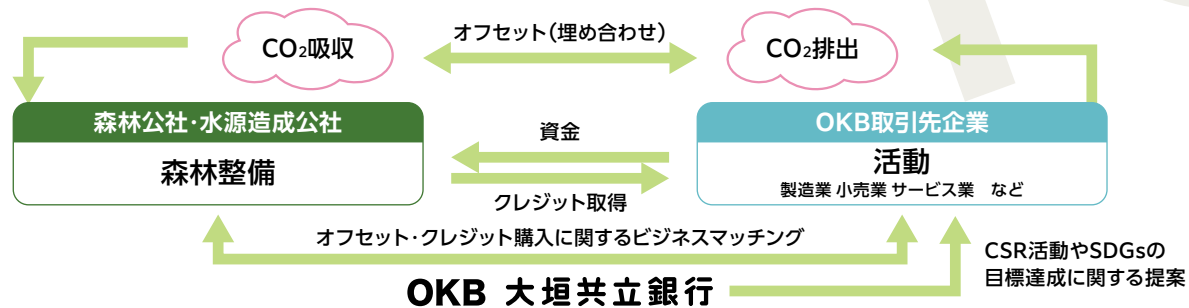 CO₂吸収
オフセット(埋め合わせ)
CO₂排出
森林公社・水源造成公社
森林整備
資金
クレジット取得
OKB取引先企業
活動
製造業 小売業 サービス業　など
オフセット・クレジット購入に関するビジネスマッチング
OKB 大垣共立銀行
CSR活動やSDGsの
目標達成に関する提案